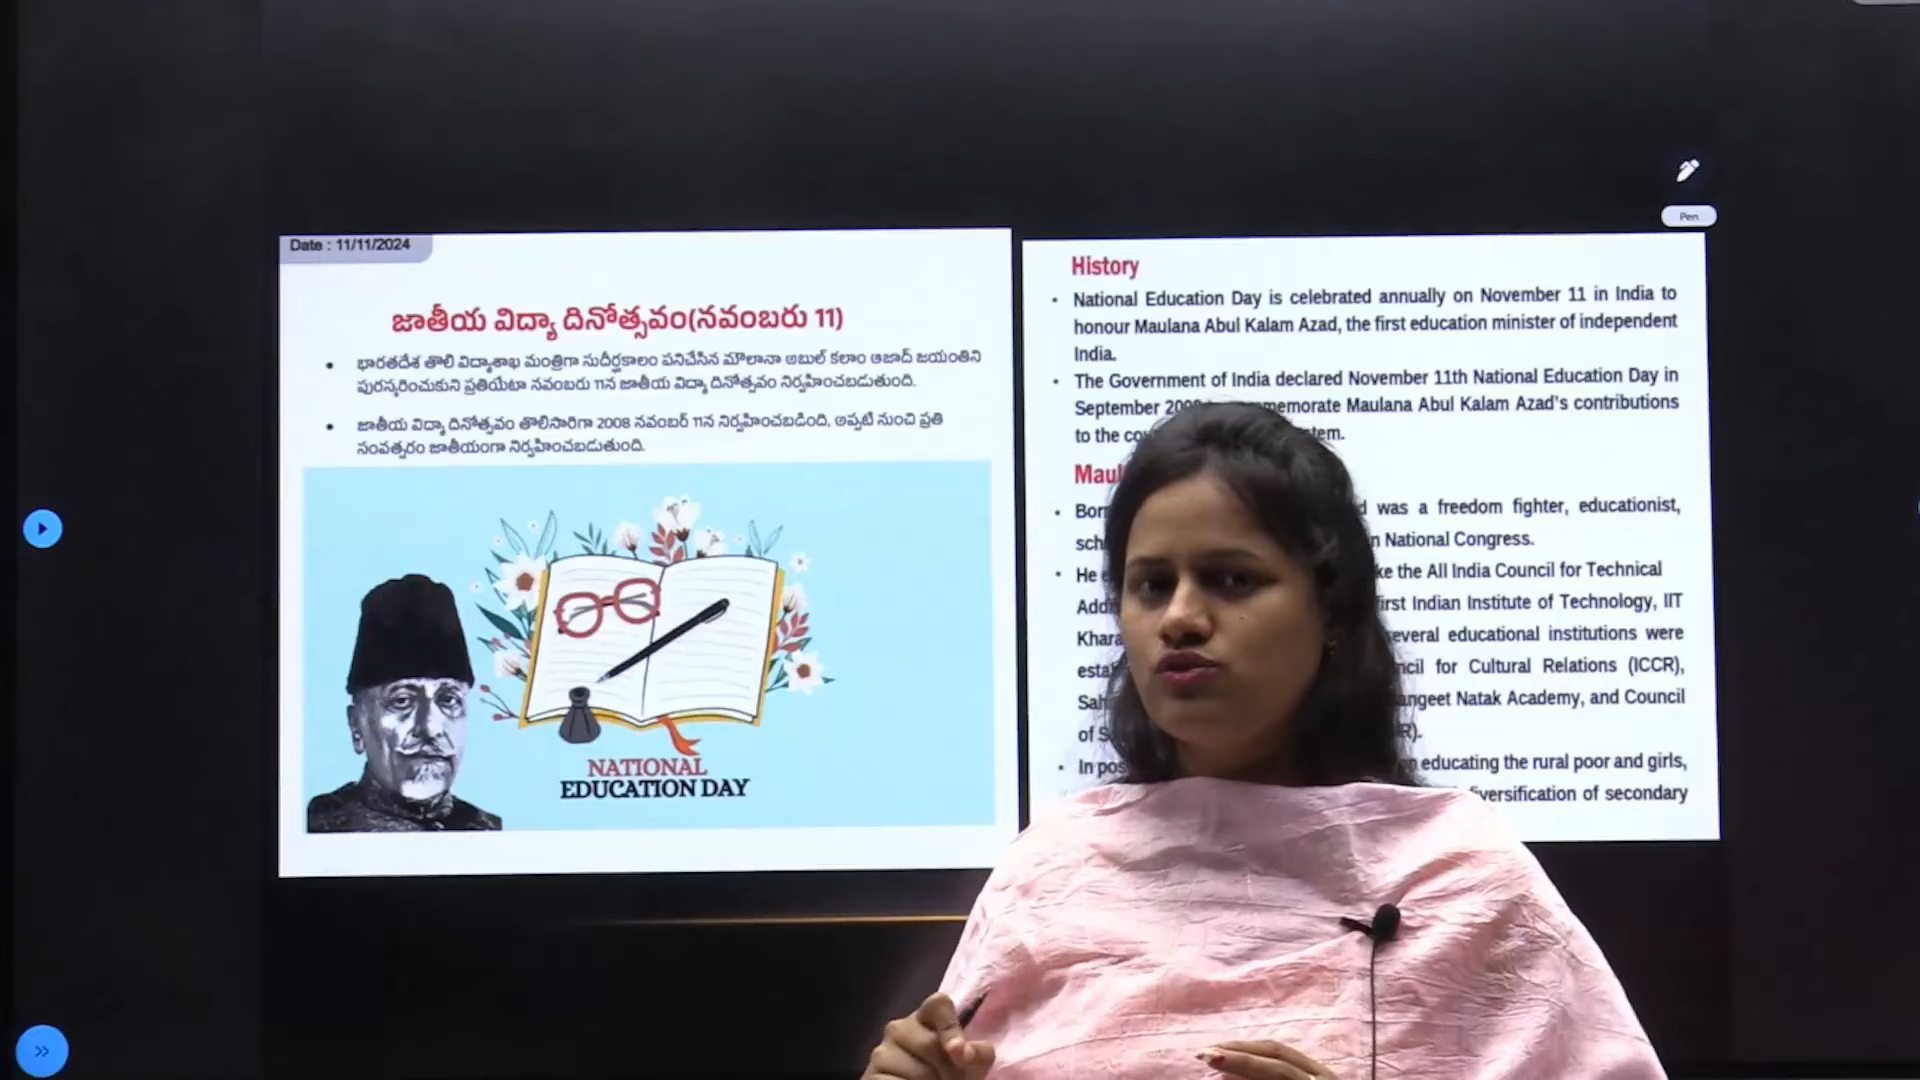 Pen
Date : 11/11/2024
జాతీయ విద్యా దినోత్సవం(నవంబరు 11)
• భారతదేశ తొలి విద్యాశాఖ మంత్రిగా సుదీర్ఘకాలం పనిచేసిన మౌలానా అబుల్ కలాం ఆజాద్ జయంతిని
పురస్కరించుకుని ప్రతియేటా నవంబరు 11న జాతీయ విద్యా దినోత్సవం నిర్వహించబడుతుంది.
• జాతీయ విద్యా దినోత్సవం తొలిసారిగా 2008 నవంబర్ 11న నిర్వహించబడింది, అప్పటి నుంచి ప్రతి
సంవత్సరం జాతీయంగా నిర్వహించబడుతుంది.
NATIONAL
EDUCATION DAY
History
• National Education Day is celebrated annually on November 11 in India to
honour Maulana Abul Kalam Azad, the first education minister of independent
India.
• The Government of India declared November 11th National Education Day in
September commemorate Maulana Abul Kalam Azad's contributions
to the
• was a freedom fighter, educationist,
National Congress.
• He the All India Council for Technical
first Indian Institute of Technology, IIT
several educational institutions were
for Cultural Relations (ICCR),
Natak Academy, and Council
of
• In educating the rural poor and girls,
of secondary